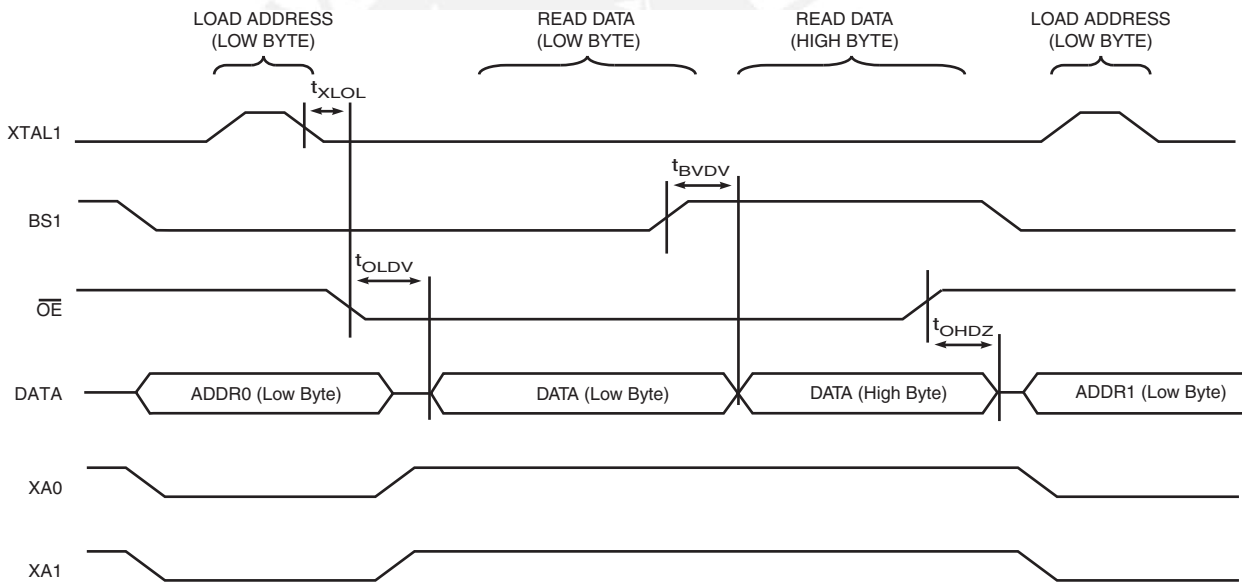 LOAD ADDRESS
(LOW BYTE)
READ DATA
(LOW BYTE)
READ DATA
(HIGH BYTE)
LOAD ADDRESS
(LOW BYTE)
tXLOL
XTAL1
tBVDV
BS1
tOLDV
OE
tOHDZ
DATA
ADDR0 (Low Byte)
DATA (Low Byte)
DATA (High Byte)
ADDR1 (Low Byte)
XA0
XA1